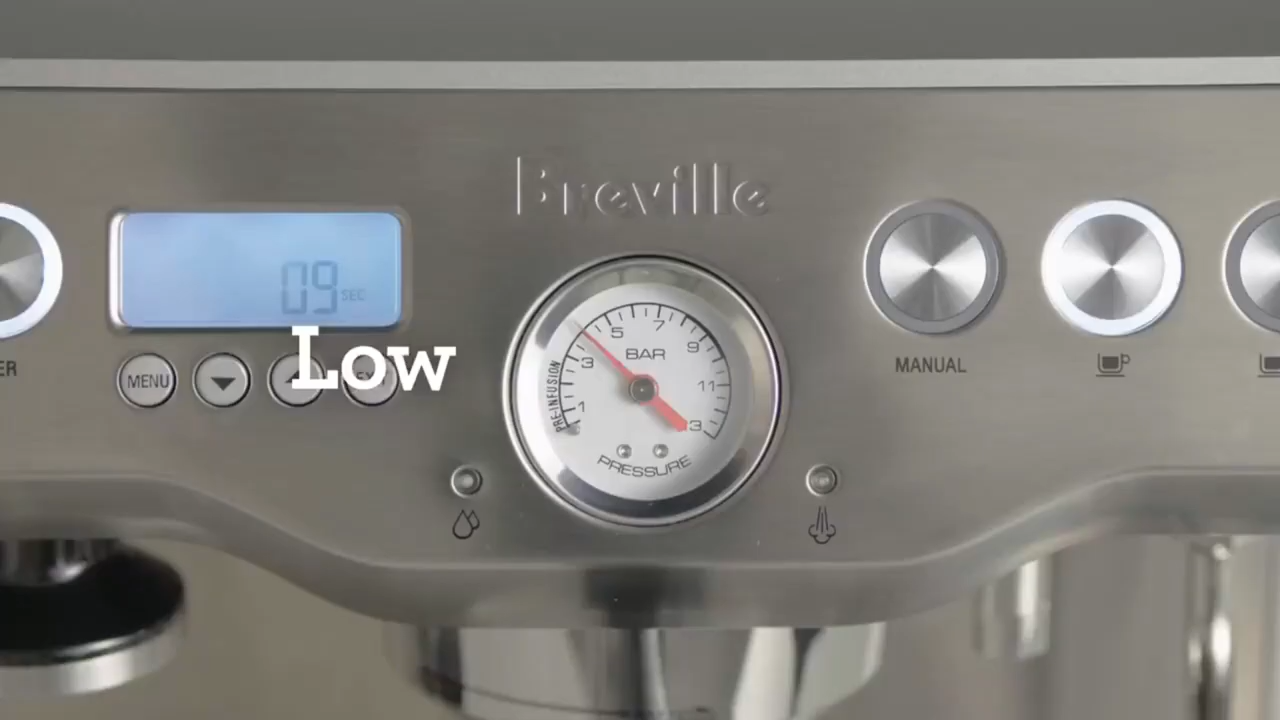 Breville
09 SEC
ER
MENU
Low
MANUAL
PRE-INFUSION
1
3
5
7
9
11
13
BAR
PRESSURE